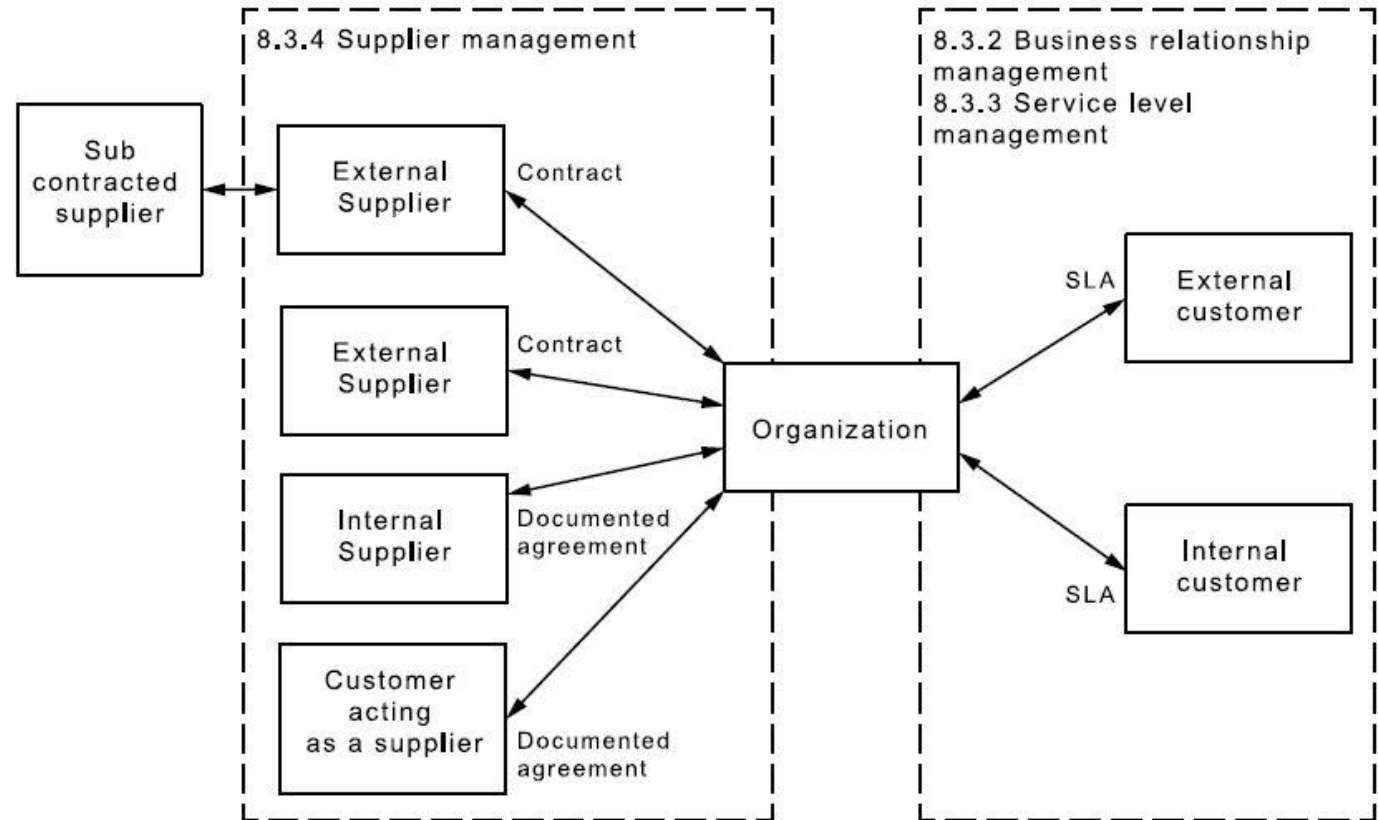 8.3.4 Supplier management
8.3.2 Business relationship
management
8.3.3 Service level
management
Sub
contracted
supplier
External
Supplier
Contract
External
Supplier
Contract
Internal
Supplier
Documented
agreement
Customer
acting
as a supplier
Documented
agreement
Organization
SLA
External
customer
Internal
customer
SLA